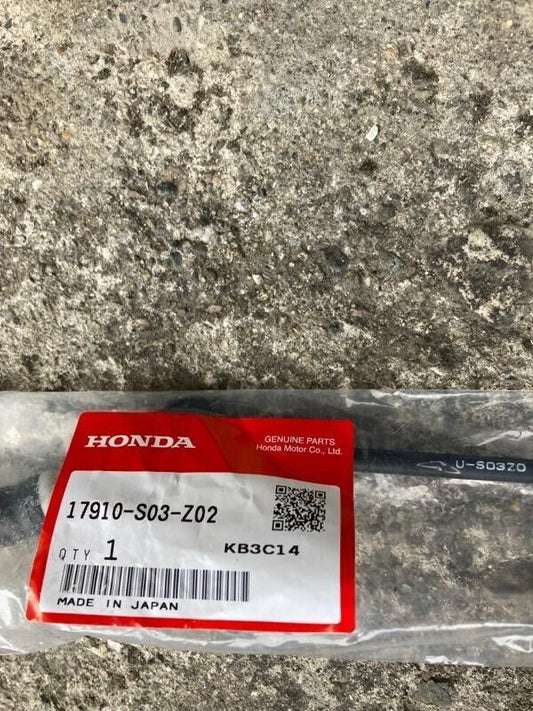 HONDA
GENUINE PARTS
Honda Motor Co., Ltd.
U-S03Z0
17910-S03-Z02
QTY 1
KB3C14
MADE IN JAPAN